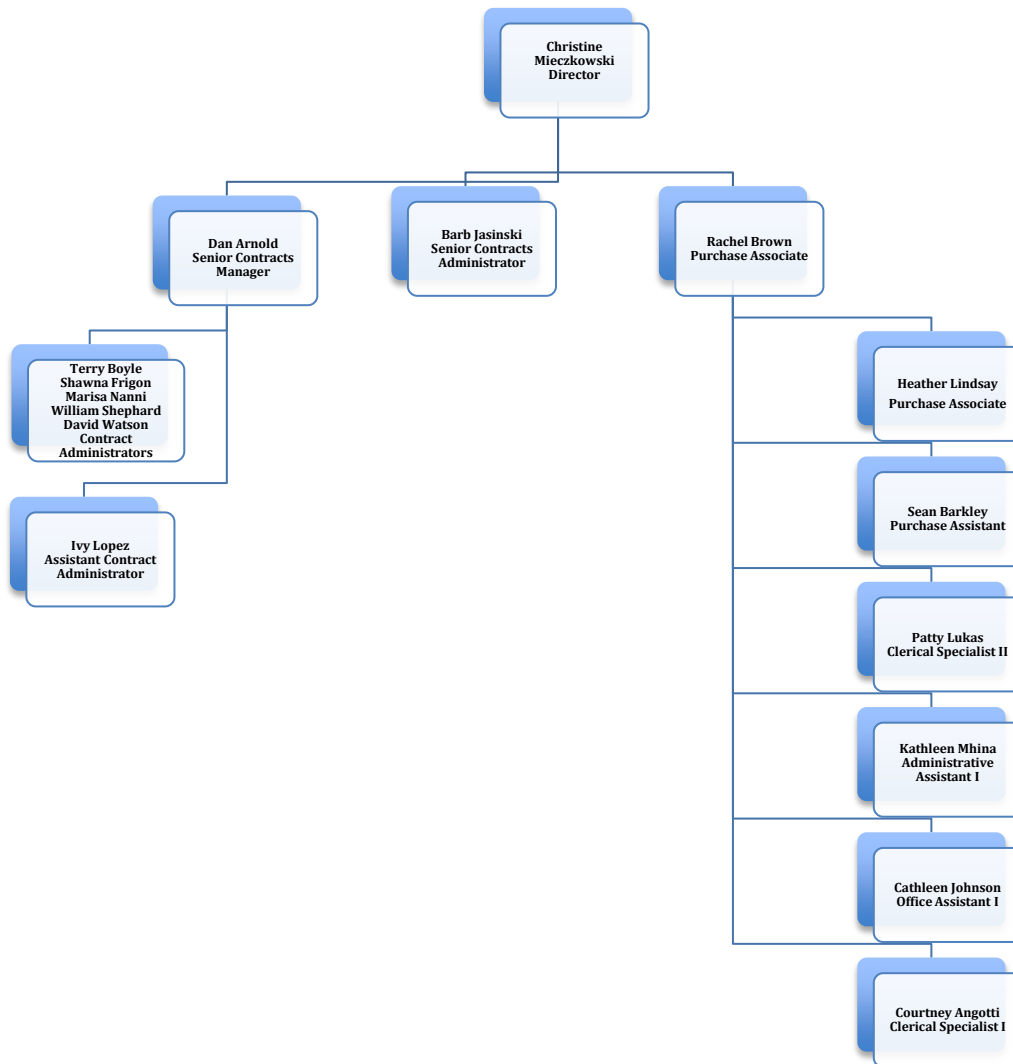 Christine
Mieczkowski
Director
Dan Arnold
Senior Contracts
Manager
Barb Jasinski
Senior Contracts
Administrator
Rachel Brown
Purchase Associate
Terry Boyle
Shawna Frigon
Marisa Nanni
William Shephard
David Watson
Contract
Administrators
Ivy Lopez
Assistant Contract
Administrator
Heather Lindsay
Purchase Associate
Sean Barkley
Purchase Assistant
Patty Lukas
Clerical Specialist II
Kathleen Mhina
Administrative
Assistant I
Cathleen Johnson
Office Assistant I
Courtney Angotti
Clerical Specialist I